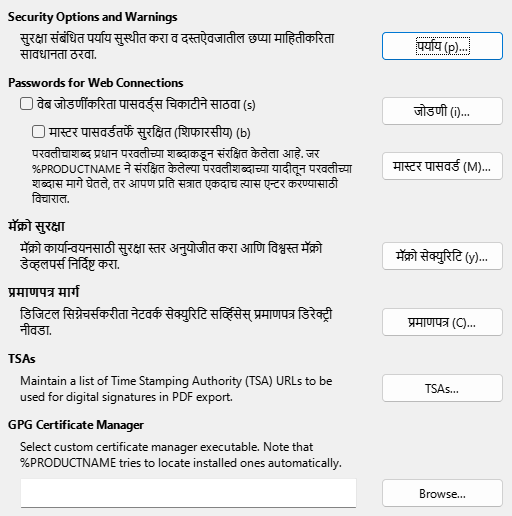 Security Options and Warnings
सुरक्षा संबंधित पर्याय सुस्थीत करा व दस्तऐवजातील छप्या माहितीकरिता
सावधानता ठरवा.
पर्याय (p)...
Passwords for Web Connections
वेब जोडणींकरिता पासवर्ड्स चिकाटीने साठवा (s)
जोडणी (i)...
मास्टर पासवर्डतर्फे सुरक्षित (शिफारसीय) (b)
परवलीचाशब्द प्रधान परवलीच्या शब्दाकडून संरक्षित केलेला आहे. जर
%PRODUCTNAME ने संरक्षित केलेल्या परवलीशब्दाच्या यादीतून परवलीच्या
शब्दास मागे घेतले, तर आपण प्रति सत्रात एकदाच त्यास एन्टर करण्यासाठी
विचाराल.
मास्टर पासवर्ड (M)...
मॅक्रो सुरक्षा
मॅक्रो कार्यान्वयनसाठी सुरक्षा स्तर अनुयोजीत करा आणि विश्वस्त मॅक्रो
डेव्हलपर्स निर्दिष्ट करा.
मॅक्रो सेक्युरिटि (y)...
प्रमाणपत्र मार्ग
डिजिटल सिग्नेचर्सकरीता नेटवर्क सेक्युरिटि सर्व्हिसेस् प्रमाणपत्र डिरेक्ट्री
नीवडा.
प्रमाणपत्र (C)...
TSAs
Maintain a list of Time Stamping Authority (TSA) URLs to be
used for digital signatures in PDF export.
TSAs...
GPG Certificate Manager
Select custom certificate manager executable. Note that
%PRODUCTNAME tries to locate installed ones automatically.
Browse...